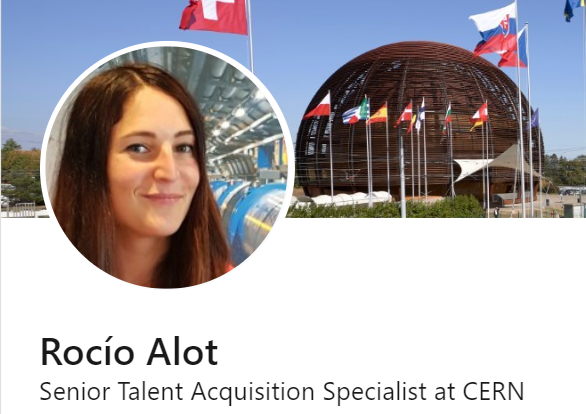 Rocío Alot
Senior Talent Acquisition Specialist at CERN